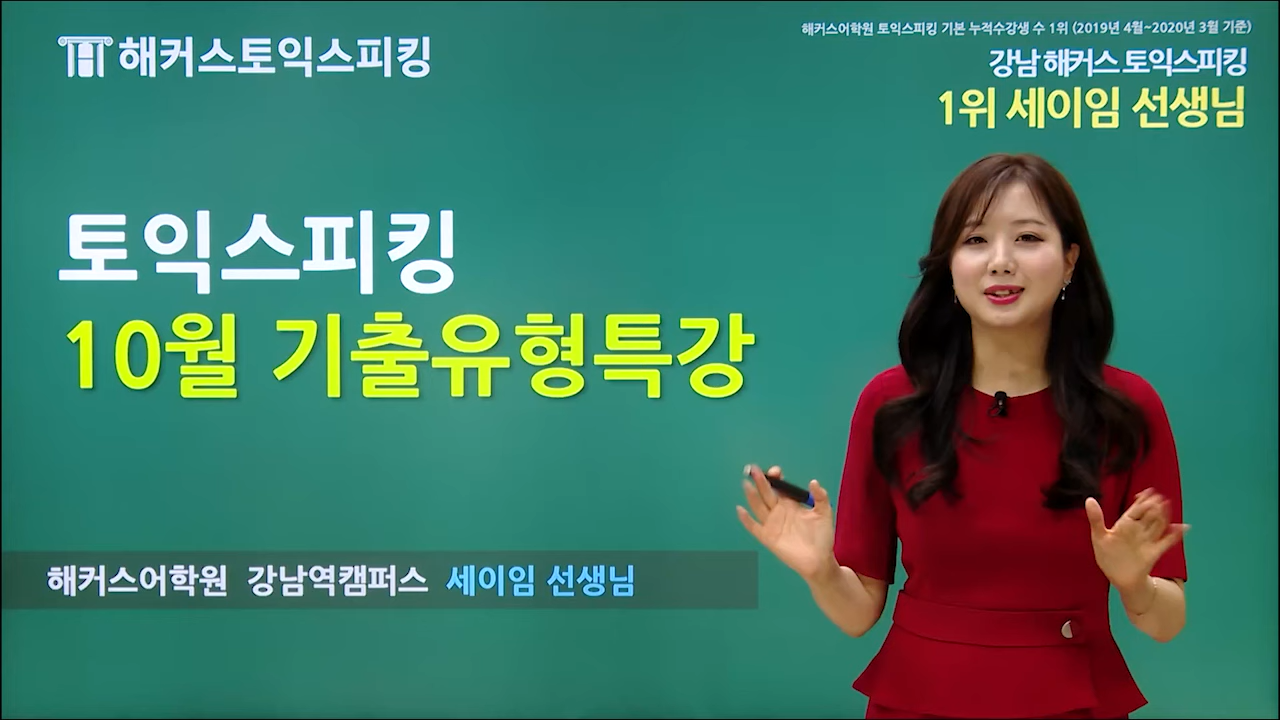 해커스토익스피킹
해커스어학원 토익스피킹 기본 누적수강생 수 1위 (2019년 4월~2020년 3월 기준)
강남 해커스 토익스피킹
1위 세이임 선생님
토익스피킹
10월 기출유형특강
해커스어학원 강남역캠퍼스 세이임 선생님